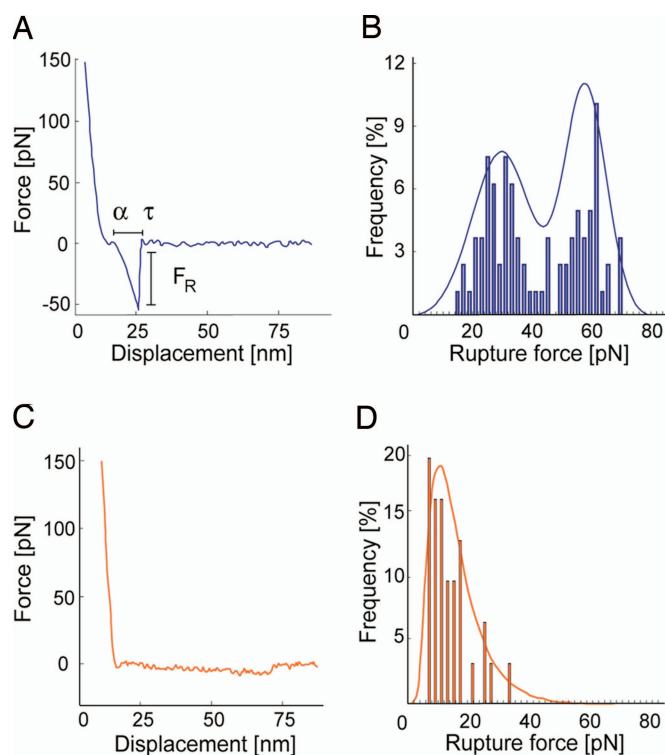 A
150
100
50
0
-50
Force [pN]
α τ
F_R
0 25 50 75
Displacement [nm]
B
12
9
6
3
Frequency [%]
0 20 40 60 80
Rupture force [pN]
C
150
100
50
0
Force [pN]
0 25 50 75
Displacement [nm]
D
20
15
10
5
Frequency [%]
0 20 40 60 80
Rupture force [pN]